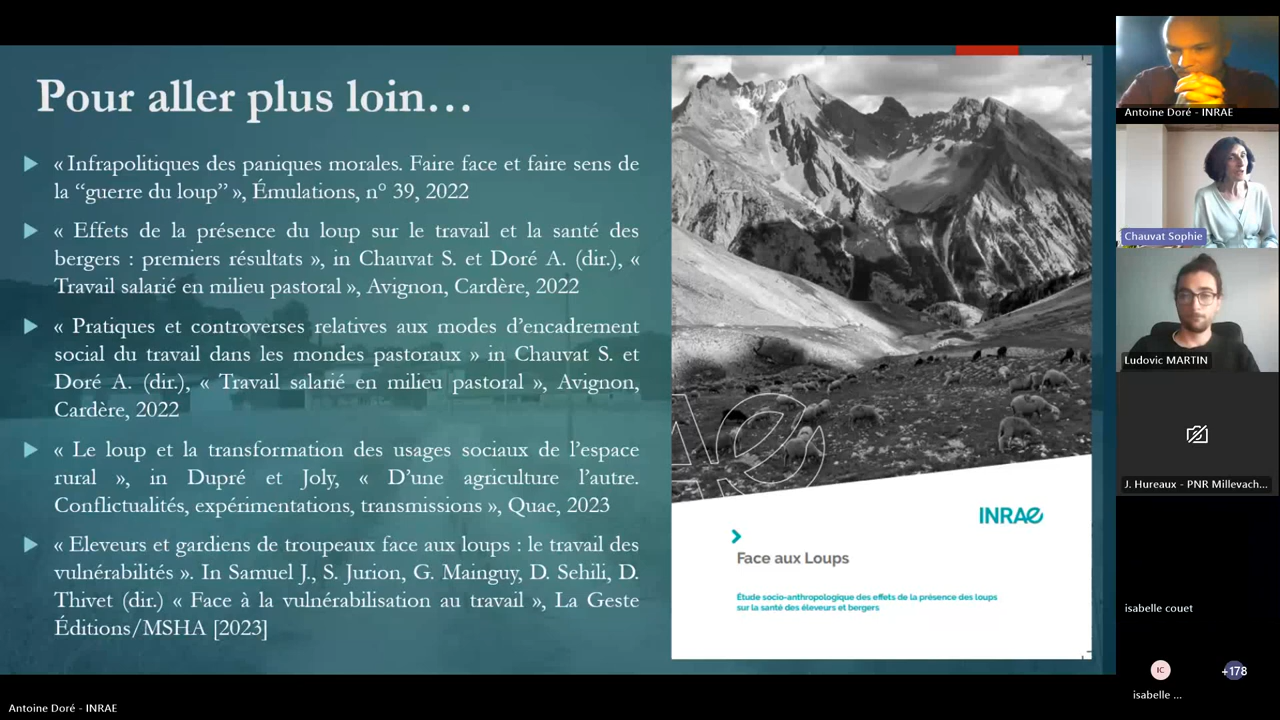 Pour aller plus loin…
« Infrapolitiques des paniques morales. Faire face et faire sens de
la “guerre du loup” », Émulations, n° 39, 2022
« Effets de la présence du loup sur le travail et la santé des
bergers : premiers résultats », in Chauvat S. et Doré A. (dir.), «
Travail salarié en milieu pastoral », Avignon, Cardère, 2022
« Pratiques et controverses relatives aux modes d’encadrement
social du travail dans les mondes pastoraux » in Chauvat S. et
Doré A. (dir.), « Travail salarié en milieu pastoral », Avignon,
Cardère, 2022
« Le loup et la transformation des usages sociaux de l’espace
rural », in Dupré et Joly, « D’une agriculture l’autre.
Conflictualités, expérimentations, transmissions », Quae, 2023
« Eleveurs et gardiens de troupeaux face aux loups : le travail des
vulnérabilités ». In Samuel J., S. Jurion, G. Mainguy, D. Sehili, D.
Thivet (dir.) « Face à la vulnérabilisation au travail », La Geste
Éditions/MSHA [2023]
INRAE
Face aux Loups
Étude socio-anthropologique des effets de la présence des loups
sur la santé des éleveurs et bergers
Antoine Doré - INRAE
Chauvat Sophie
Ludovic MARTIN
J. Hureaux - PNR Millevach...
isabelle couet
IC
+178
isabelle ...
Antoine Doré - INRAE